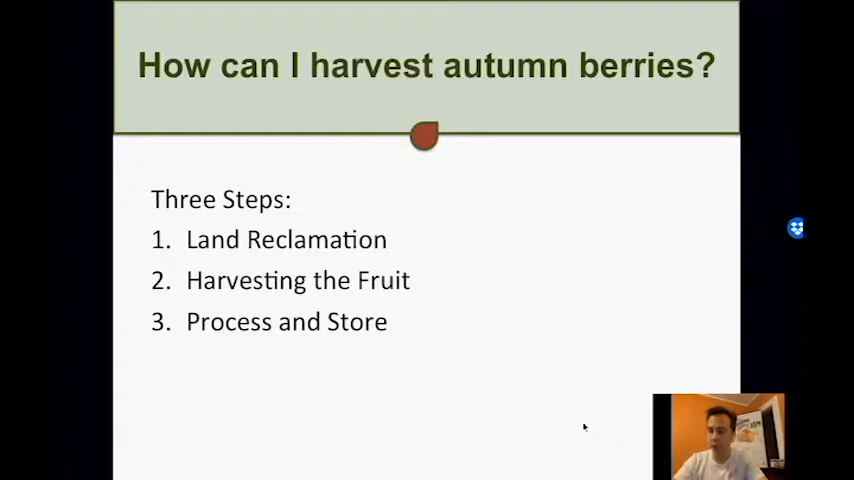 How can I harvest autumn berries?
Three Steps:
1. Land Reclamation
2. Harvesting the Fruit
3. Process and Store